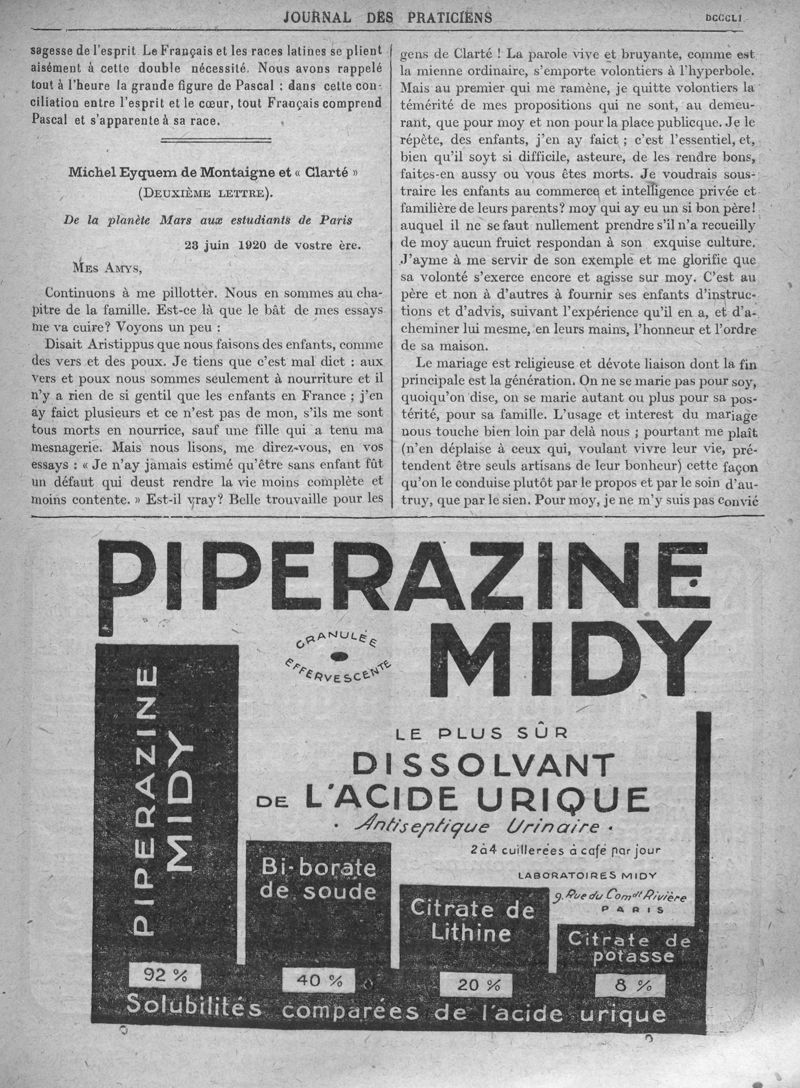 JOURNAL DES PRATICIENS
DCCCLI
sagesse de l'esprit Le Français et les races latines se plient
aisément à cette double nécessité. Nous avons rappelé
tout à l'heure la grande figure de Pascal : dans cette con-
ciliation entre l'esprit et le cœur, tout Français comprend
Pascal et s'apparente à sa race.
Michel Eyquem de Montaigne et « Clarté »
(DEUXIÈME LETTRE).
De la planète Mars aux estudiants de Paris
23 juin 1920 de vostre ère.
MES AMYS,
Continuons à me pillotter. Nous en sommes au cha-
pitre de la famille. Est-ce là que le bât de mes essays
me va cuire? Voyons un peu :
Disait Aristippus que nous faisons des enfants, comme
des vers et des poux. Je tiens que c'est mal dict : aux
vers et poux nous sommes seulement à nourriture et il
n'y a rien de si gentil que les enfants en France ; j'en
ay faict plusieurs et ce n'est pas de mon, s'ils me sont
tous morts en nourrice, sauf une fille qui a tenu ma
mesnagerie. Mais nous lisons, me direz-vous, en vos
essays : « Je n'ay jamais estimé qu'être sans enfant fût
un défaut qui deust rendre la vie moins complète et
moins contente. » Est-il vray? Belle trouvaille pour les
gens de Clarté ! La parole vive et bruyante, comme est
la mienne ordinaire, s'emporte volontiers à l'hyperbole.
Mais au premier qui me ramène, je quitte volontiers la
témérité de mes propositions qui ne sont, au demeu-
rant, que pour moy et non pour la place publicque. Je le
répète, des enfants, j'en ay faict ; c'est l'essentiel, et,
bien qu'il soyt si difficile, asteure, de les rendre bons,
faites-en aussy ou vous êtes morts. Je voudrais sous-
traire les enfants au commerce et intelligence privée et
familière de leurs parents? moy qui ay eu un si bon père!
auquel il ne se faut nullement prendre s'il n'a recueilly
de moy aucun fruict respondan à son exquise culture.
J'ayme à me servir de son exemple et me glorifie que
sa volonté s'exerce encore et agisse sur moy. C'est au
père et non à d'autres à fournir ses enfants d'instruc-
tions et d'advis, suivant l'expérience qu'il en a, et d'a-
cheminer lui mesme, en leurs mains, l'honneur et l'ordre
de sa maison.
Le mariage est religieuse et dévote liaison dont la fin
principale est la génération. On ne se marie pas pour soy,
quoiqu'on dise, on se marie autant ou plus pour sa pos-
térité, pour sa famille. L'usage et interest du mariage
nous touche bien loin par delà nous ; pourtant me plaît
(n'en déplaise à ceux qui, voulant vivre leur vie, pré-
tendent être seuls artisans de leur bonheur) cette façon
qu'on le conduise plutôt par le propos et par le soin d'au-
truy, que par le sien. Pour moy, je ne m'y suis pas convié
PIPERAZINE
MIDY
GRANULÉE
EFFERVESCENTE
PIPERAZINE
MIDY
LE PLUS SÛR
DISSOLVANT
DE L'ACIDE URIQUE
· Antiseptique Urinaire ·
2 à 4 cuillerées à café par jour
LABORATOIRES MIDY
9, Rue du Comdt Rivière
PARIS
Bi-borate
de soude
Citrate de
Lithine
Citrate de
potasse
92 %
40 %
20 %
8 %
Solubilités comparées de l'acide urique